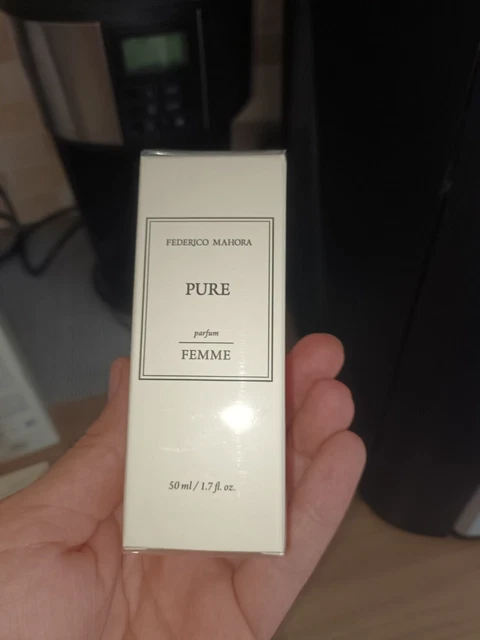 FEDERICO MAHORA
PURE
parfum
FEMME
50 ml / 1.7 fl. oz.